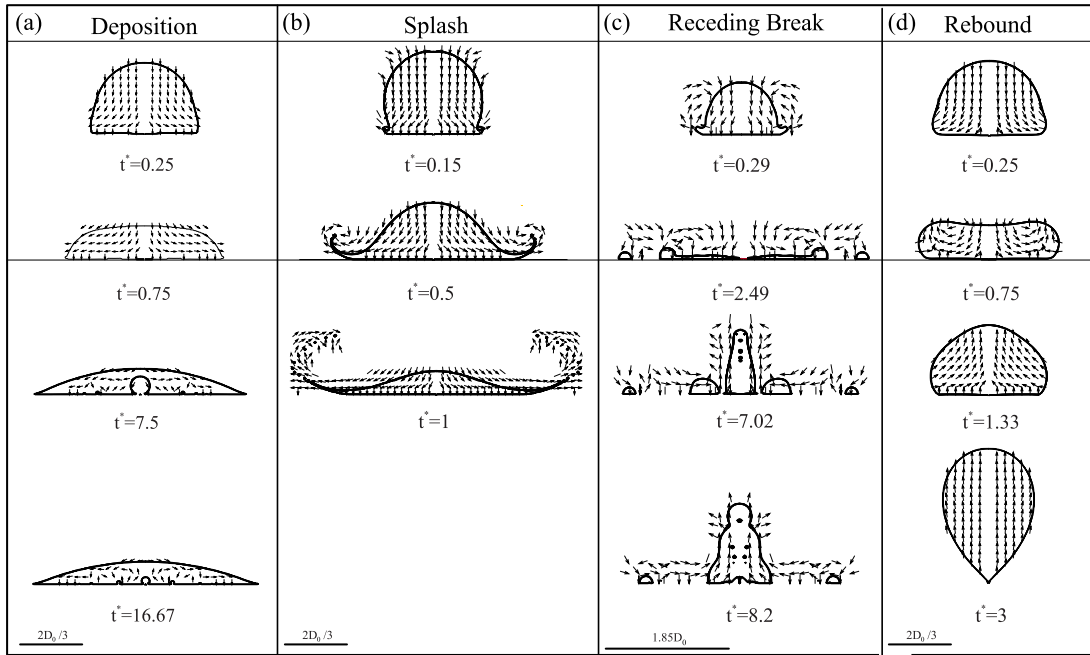 (a) Deposition (b) Splash (c) Receding Break (d) Rebound
t*=0.25 t*=0.15 t*=0.29 t*=0.25
t*=0.75 t*=0.5 t*=2.49 t*=0.75
t*=7.5 t*=1 t*=7.02 t*=1.33
t*=16.67 t*=8.2 t*=3
2D₀/3 2D₀/3 1.85D₀ 2D₀/3